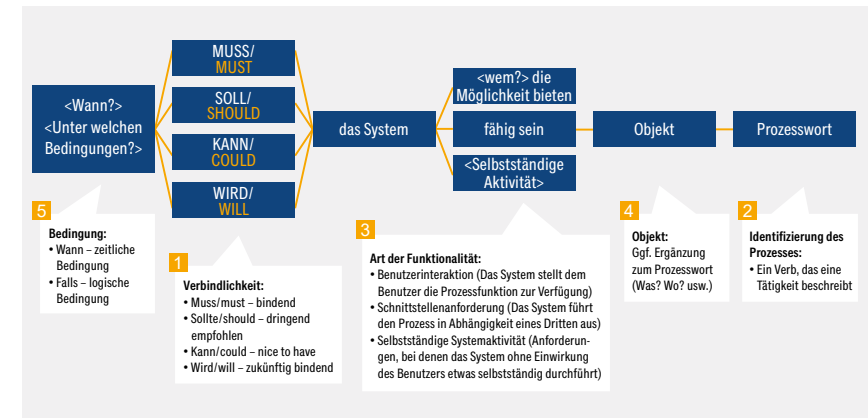 <Wann?>
<Unter welchen
Bedingungen?>
MUSS/
MUST
SOLL/
SHOULD
KANN/
COULD
WIRD/
WILL
das System
<wem?> die
Möglichkeit bieten
fähig sein
<Selbstständige
Aktivität>
Objekt
Prozesswort
5
Bedingung:
• Wann – zeitliche
Bedingung
• Falls – logische
Bedingung
1
Verbindlichkeit:
• Muss/must – bindend
• Sollte/should – dringend
empfohlen
• Kann/could – nice to have
• Wird/will – zukünftig bindend
3
Art der Funktionalität:
• Benutzerinteraktion (Das System stellt dem
Benutzer die Prozessfunktion zur Verfügung)
• Schnittstellenanforderung (Das System führt
den Prozess in Abhängigkeit eines Dritten aus)
• Selbstständige Systemaktivität (Anforderun-
gen, bei denen das System ohne Einwirkung
des Benutzers etwas selbstständig durchführt)
4
Objekt:
Ggf. Ergänzung
zum Prozesswort
(Was? Wo? usw.)
2
Identifizierung des
Prozesses:
• Ein Verb, das eine
Tätigkeit beschreibt